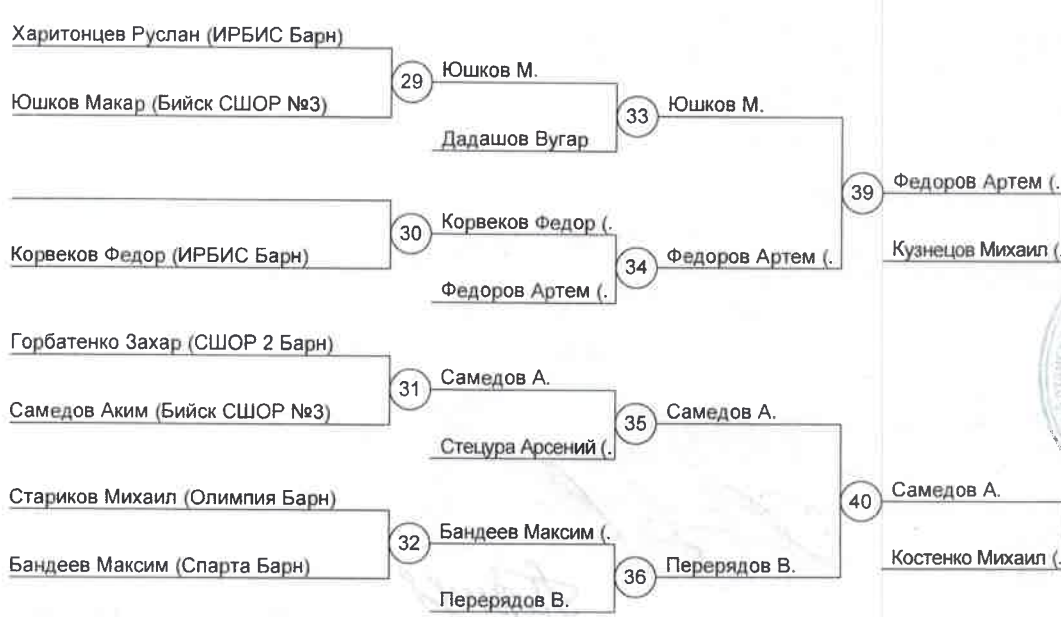 Харитонцев Руслан (ИРБИС Барн)
29
Юшков М.
Юшков Макар (Бийск СШОР №3)
33
Юшков М.
Дадашов Вугар
39
Федоров Артем (.
30
Корвеков Федор (.
Корвеков Федор (ИРБИС Барн)
34
Федоров Артем (.
Кузнецов Михаил (.
Федоров Артем (.
Горбатенко Захар (СШОР 2 Барн)
31
Самедов А.
Самедов Аким (Бийск СШОР №3)
35
Самедов А.
Стецура Арсений (.
40
Самедов А.
Стариков Михаил (Олимпия Барн)
32
Бандеев Максим (.
Бандеев Максим (Спарта Барн)
36
Перерядов В.
Костенко Михаил (.
Перерядов В.